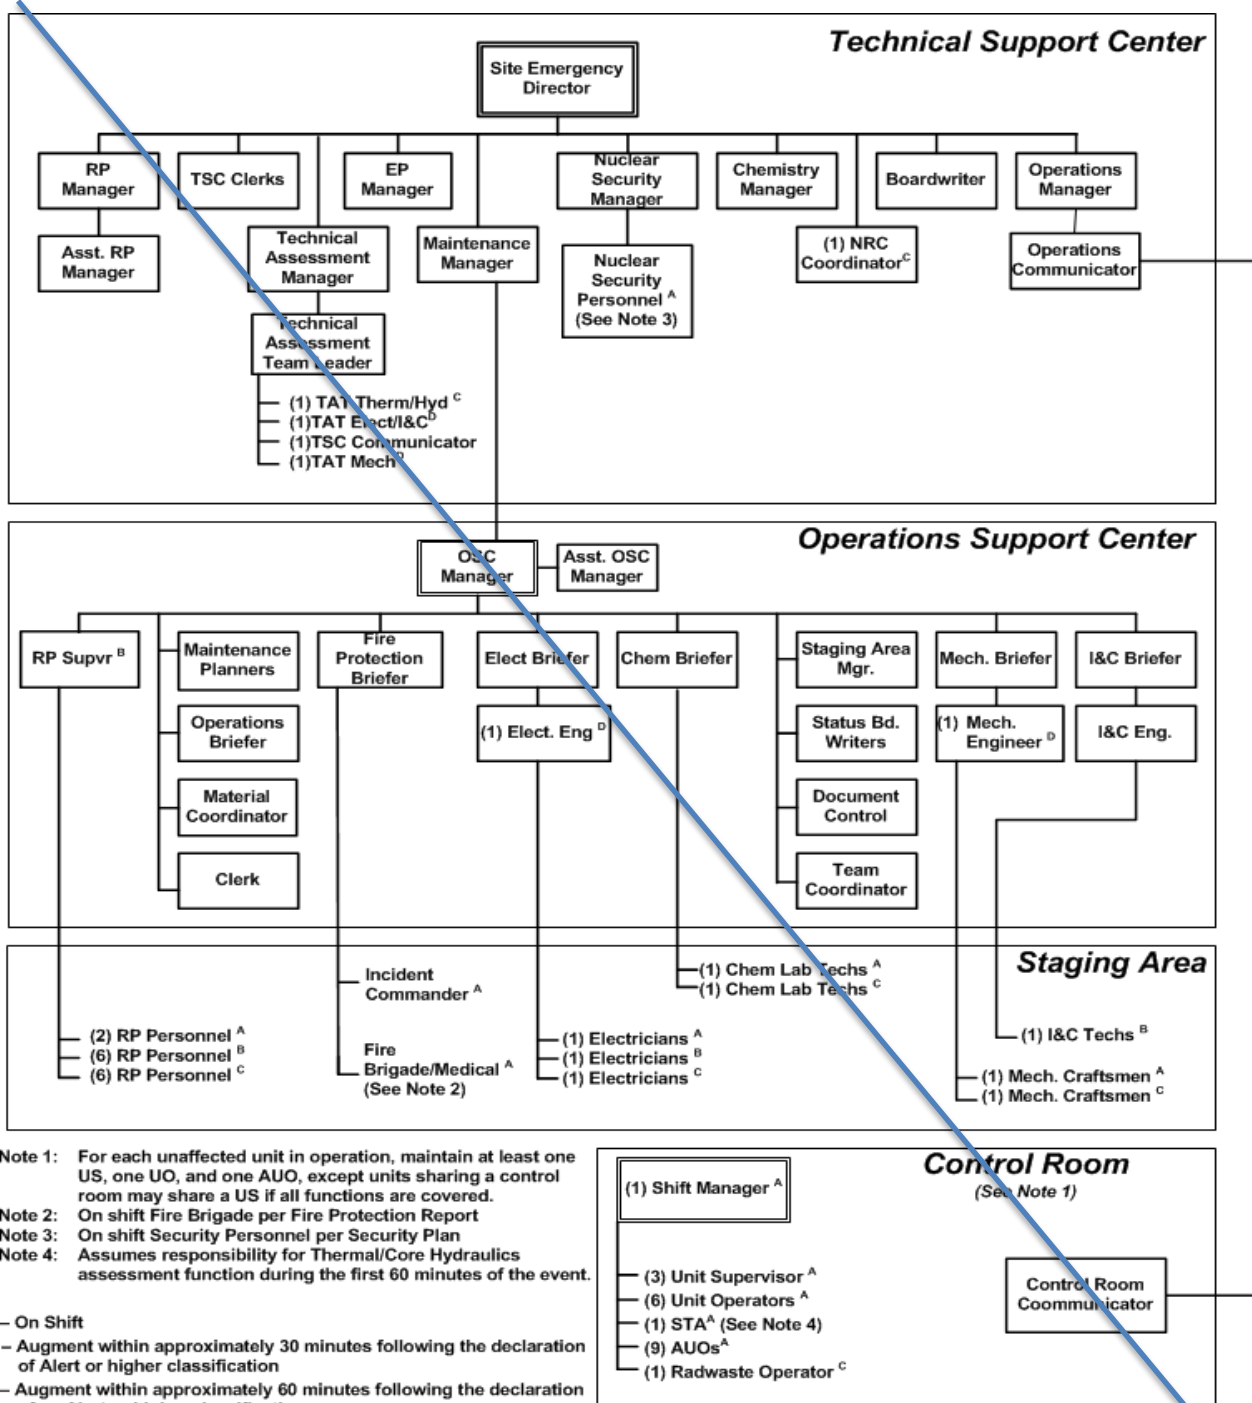 Technical Support Center
Site Emergency
Director
RP
Manager
TSC Clerks
EP
Manager
Nuclear
Security
Manager
Chemistry
Manager
Boardwriter
Operations
Manager
Asst. RP
Manager
Technical
Assessment
Manager
Maintenance
Manager
Nuclear
Security
Personnel A
(See Note 3)
(1) NRC
Coordinator C
Operations
Communicator
Technical
Assessment
Team Leader
(1) TAT Therm/Hyd C
(1)TAT Elect/I&C D
(1)TSC Communicator
(1)TAT Mech D
Operations Support Center
OSC
Manager
Asst. OSC
Manager
RP Supvr B
Maintenance
Planners
Fire
Protection
Briefer
Elect Briefer
Chem Briefer
Staging Area
Mgr.
Mech. Briefer
I&C Briefer
Operations
Briefer
(1) Elect. Eng D
Status Bd.
Writers
(1) Mech.
Engineer D
I&C Eng.
Material
Coordinator
Document
Control
Clerk
Team
Coordinator
Staging Area
(2) RP Personnel A
(6) RP Personnel B
(6) RP Personnel C
Incident
Commander A
Fire
Brigade/Medical A
(See Note 2)
(1) Electricians A
(1) Electricians B
(1) Electricians C
(1) Chem Lab Techs A
(1) Chem Lab Techs C
(1) I&C Techs B
(1) Mech. Craftsmen A
(1) Mech. Craftsmen C
Note 1: For each unaffected unit in operation, maintain at least one
US, one UO, and one AUO, except units sharing a control
room may share a US if all functions are covered.
Note 2: On shift Fire Brigade per Fire Protection Report
Note 3: On shift Security Personnel per Security Plan
Note 4: Assumes responsibility for Thermal/Core Hydraulics
assessment function during the first 60 minutes of the event.
– On Shift
– Augment within approximately 30 minutes following the declaration
of Alert or higher classification
– Augment within approximately 60 minutes following the declaration
Control Room
(See Note 1)
(1) Shift Manager A
(3) Unit Supervisor A
(6) Unit Operators A
(1) STA A (See Note 4)
(9) AUOs A
(1) Radwaste Operator C
Control Room
Coommunicator